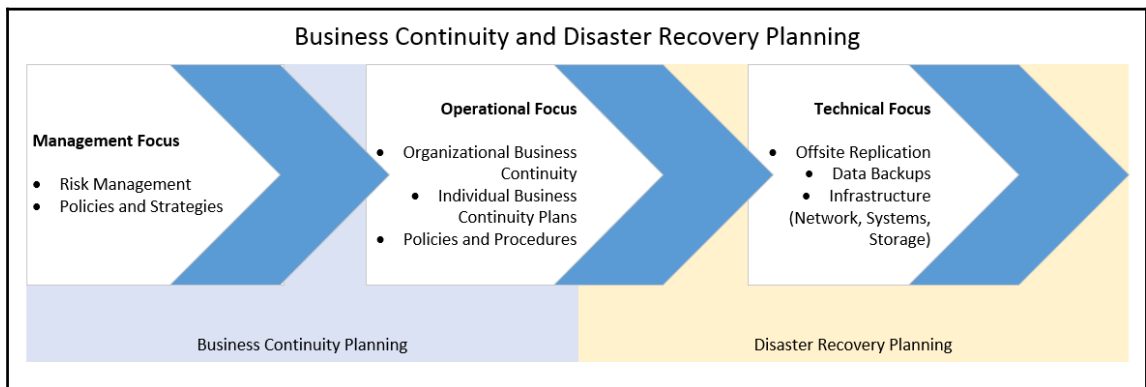 Business Continuity and Disaster Recovery Planning
Management Focus
• Risk Management
• Policies and Strategies
Operational Focus
• Organizational Business
Continuity
• Individual Business
Continuity Plans
• Policies and Procedures
Technical Focus
• Offsite Replication
• Data Backups
• Infrastructure
(Network, Systems,
Storage)
Business Continuity Planning
Disaster Recovery Planning